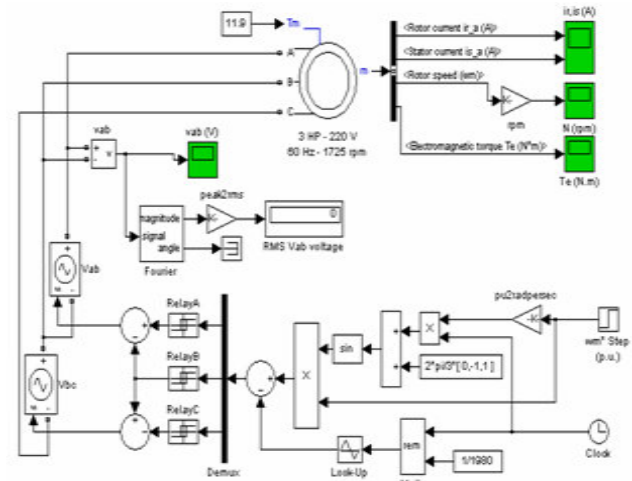 11.9
Tm
A
B
C
m
3 HP - 220 V
60 Hz - 1725 rpm
<Rotor current ir_a (A)>
<Stator current is_a (A)>
<Rotor speed (wm)>
<Electromagnetic torque Te (N*m)>
ir,is (A)
rpm
N (rpm)
Te (N.m)
vab
+
-
v
vab (V)
magnitude
signal
angle
Fourier
peak2rms
K-
0
RMS Vab voltage
Vab
Vbc
RelayA
RelayB
RelayC
Demux
sin
2*pi/3*[0,-1,1]
pu2radpersec
-K-
wm* Step
(p.u.)
Look-Up
rem
1/1980
Clock